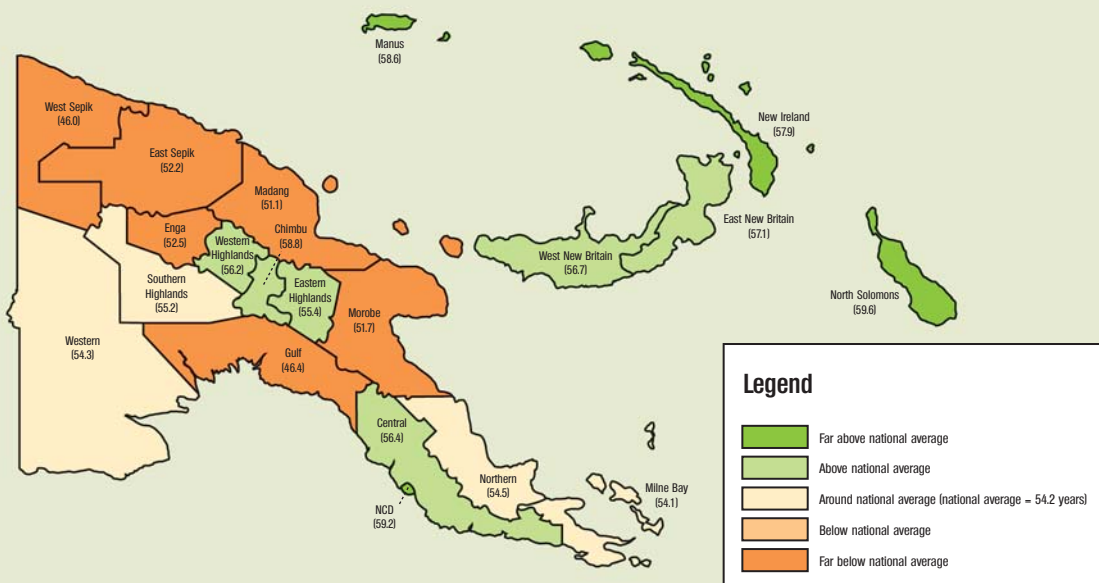 Manus
(58.6)
New Ireland
(57.9)
West Sepik
(46.0)
East Sepik
(52.2)
Madang
(51.1)
Enga
(52.5)
Western
Highlands
(56.2)
Chimbu
(58.8)
East New Britain
(57.1)
West New Britain
(56.7)
Southern
Highlands
(55.2)
Eastern
Highlands
(55.4)
North Solomons
(59.6)
Morobe
(51.7)
Western
(54.3)
Gulf
(46.4)
Central
(56.4)
Northern
(54.5)
Milne Bay
(54.1)
NCD
(59.2)
Legend
Far above national average
Above national average
Around national average (national average = 54.2 years)
Below national average
Far below national average